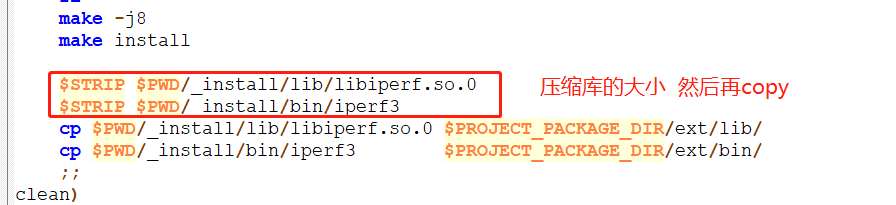 make -j8
make install
$STRIP $PWD/_install/lib/libiperf.so.0
$STRIP $PWD/_install/bin/iperf3
压缩库的大小 然后再copy
cp $PWD/_install/lib/libiperf.so.0 $PROJECT_PACKAGE_DIR/ext/lib/
cp $PWD/_install/bin/iperf3 $PROJECT_PACKAGE_DIR/ext/bin/
;;
clean)